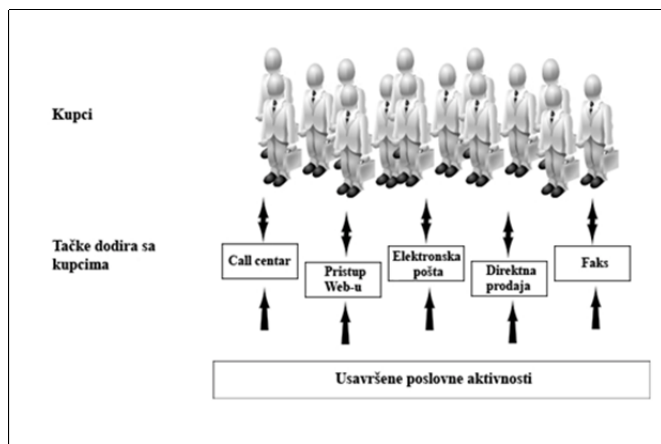 Kupci
Tačke dodira sa
kupcima
Call centar
Pristup
Web-u
Elektronska
pošta
Direktna
prodaja
Faks
Usavršene poslovne aktivnosti